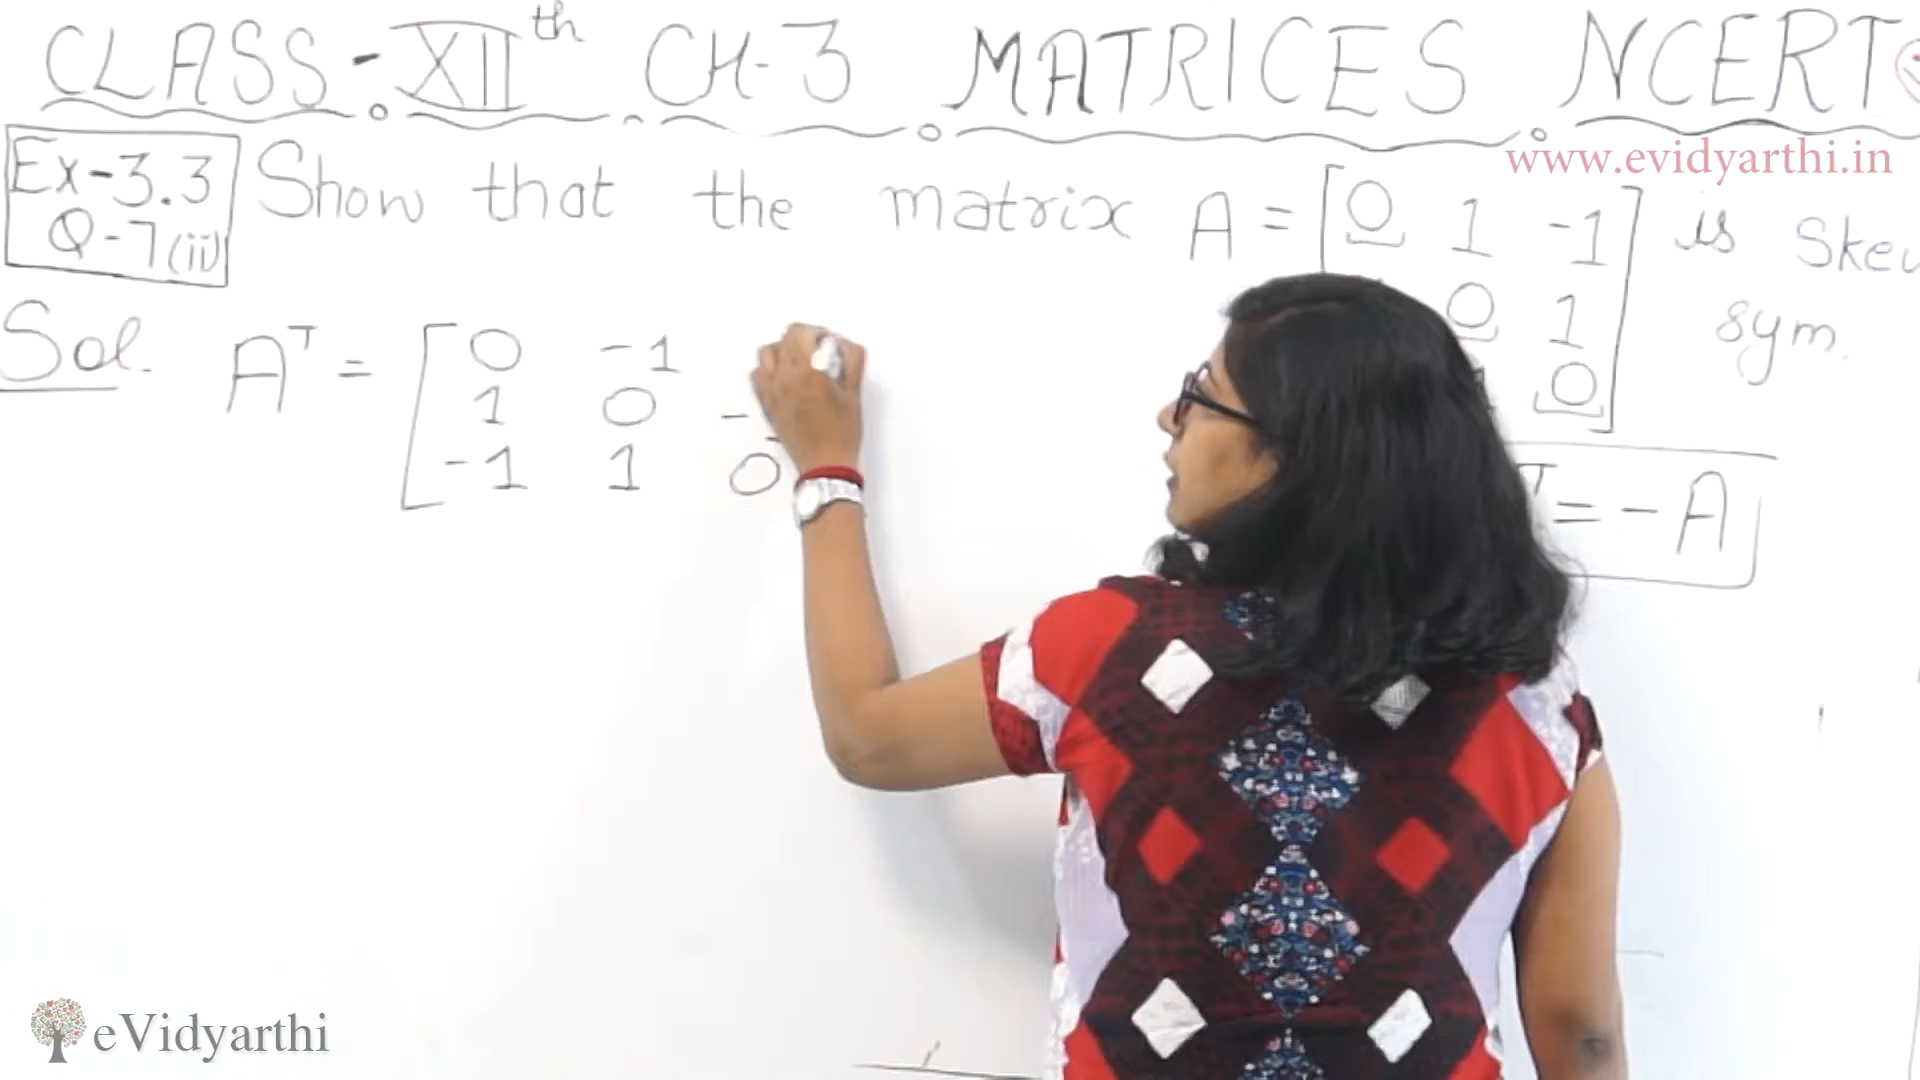 CLASS-XIIth CH-3 MATRICES NCERT
www.evidyarthi.in
Ex-3.3
Q-7(ii)
Show that the matrix A = [0 1 -1] is Skew
0 1 sym.
0
Sol. Aᵀ = [0 -1
1 0 -
-1 1 0
ᵀ = -A
eVidyarthi